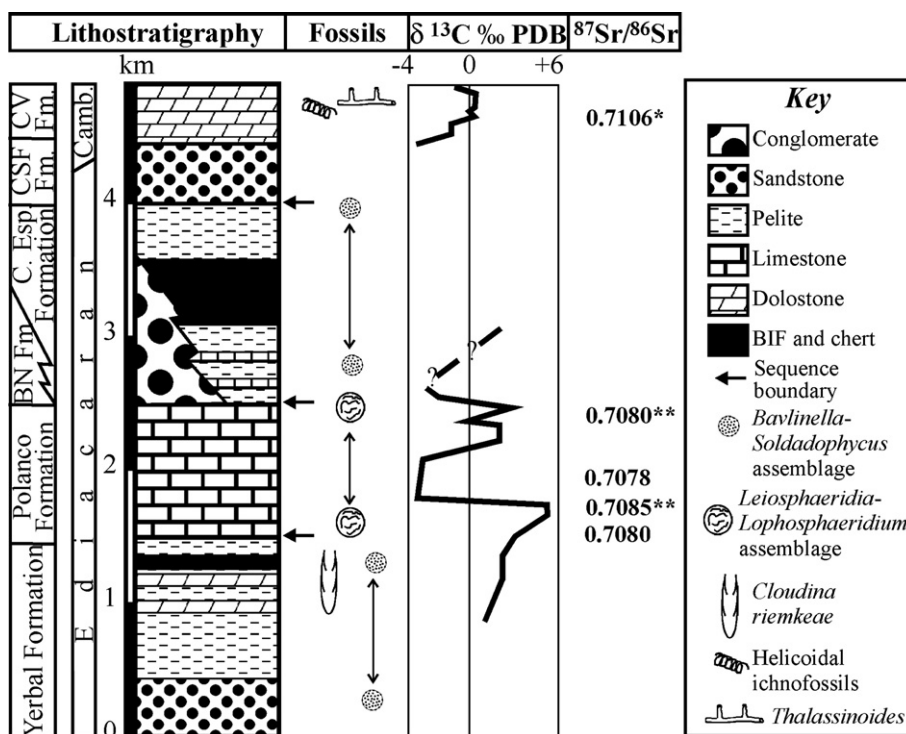 Lithostratigraphy
Fossils
δ ¹³C ‰ PDB
⁸⁷Sr/⁸⁶Sr
km
-4
0
+6
CV
Fm.
CSF
Fm.
C. Esp.
Formation
BN Fm
Polanco
Formation
Yerbal Formation
Camb.
E d i a c a r a n
4
3
2
1
0
?
?
0.7106*
0.7080**
0.7078
0.7085**
0.7080
Key
Conglomerate
Sandstone
Pelite
Limestone
Dolostone
BIF and chert
Sequence
boundary
Bavlinella-
Soldadophycus
assemblage
Leiosphaeridia-
Lophosphaeridium
assemblage
Cloudina
riemkeae
Helicoidal
ichnofossils
Thalassinoides